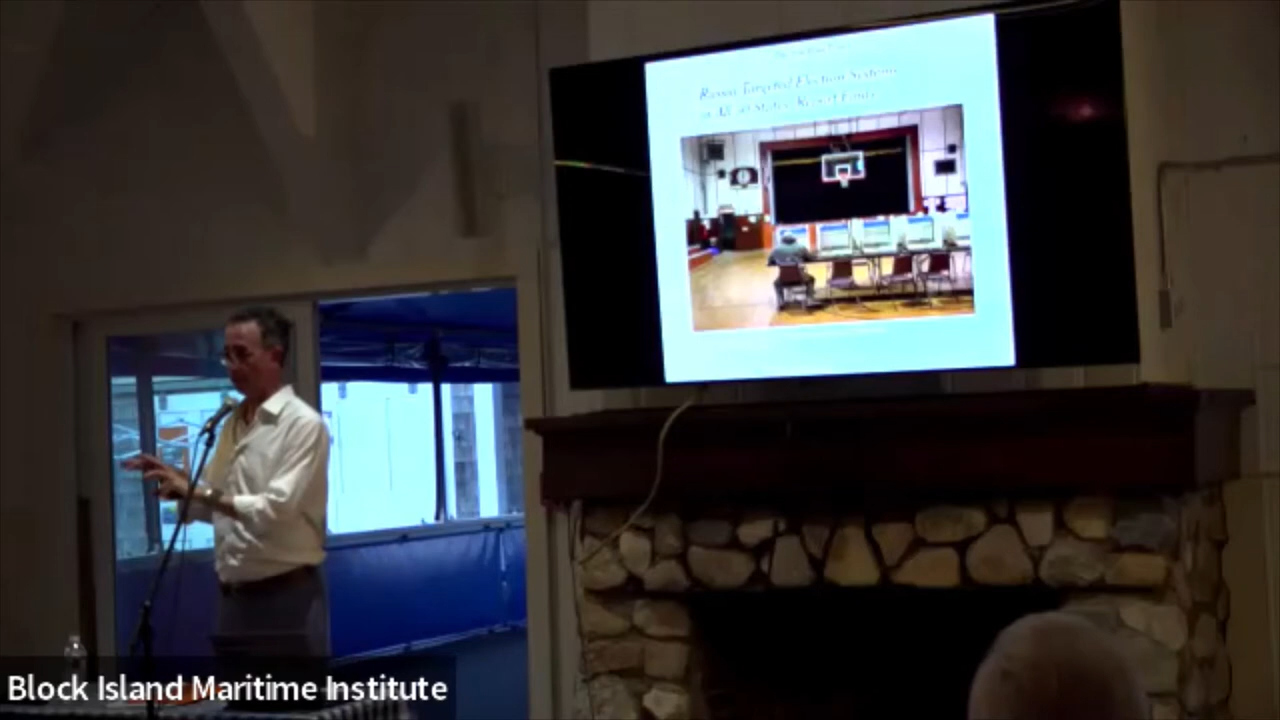 Russia Targeted Election Systems
in All 50 States, Report Finds
Block Island Maritime Institute